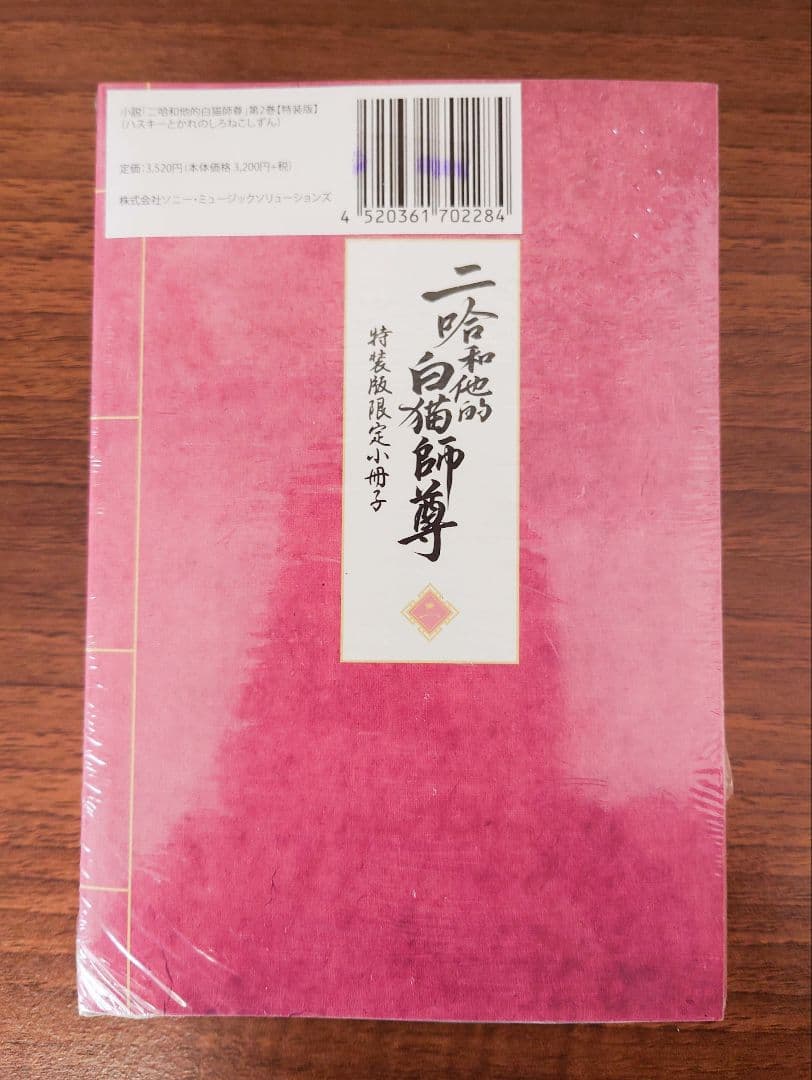 小説「二哈和他的白猫師尊」第2巻【特装版】
(ハスキーとかれのしろねこしずん)
定価:3,520円(本体価格 3,200円+税)
株式会社ソニー・ミュージックソリューションズ
4 520361 702284
二哈和他的白猫師尊
特装版限定小冊子
二